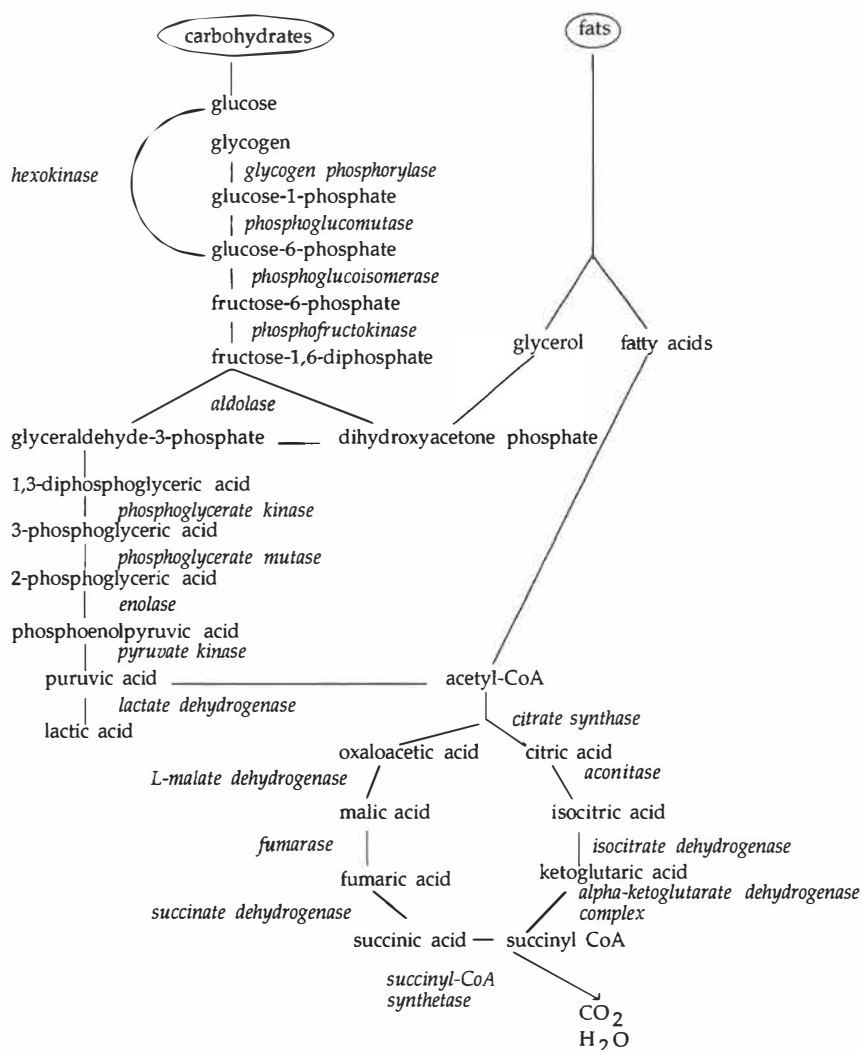 carbohydrates
fats
glucose
glycogen
hexokinase
glycogen phosphorylase
glucose-1-phosphate
phosphoglucomutase
glucose-6-phosphate
phosphoglucoisomerase
fructose-6-phosphate
phosphofructokinase
glycerol
fatty acids
fructose-1,6-diphosphate
aldolase
glyceraldehyde-3-phosphate
dihydroxyacetone phosphate
1,3-diphosphoglyceric acid
phosphoglycerate kinase
3-phosphoglyceric acid
phosphoglycerate mutase
2-phosphoglyceric acid
enolase
phosphoenolpyruvic acid
pyruvate kinase
puruvic acid
acetyl-CoA
lactate dehydrogenase
lactic acid
citrate synthase
oxaloacetic acid
citric acid
aconitase
L-malate dehydrogenase
malic acid
isocitric acid
fumarase
isocitrate dehydrogenase
fumaric acid
ketoglutaric acid
alpha-ketoglutarate dehydrogenase
complex
succinate dehydrogenase
succinic acid
succinyl CoA
succinyl-CoA
synthetase
CO2
H2O